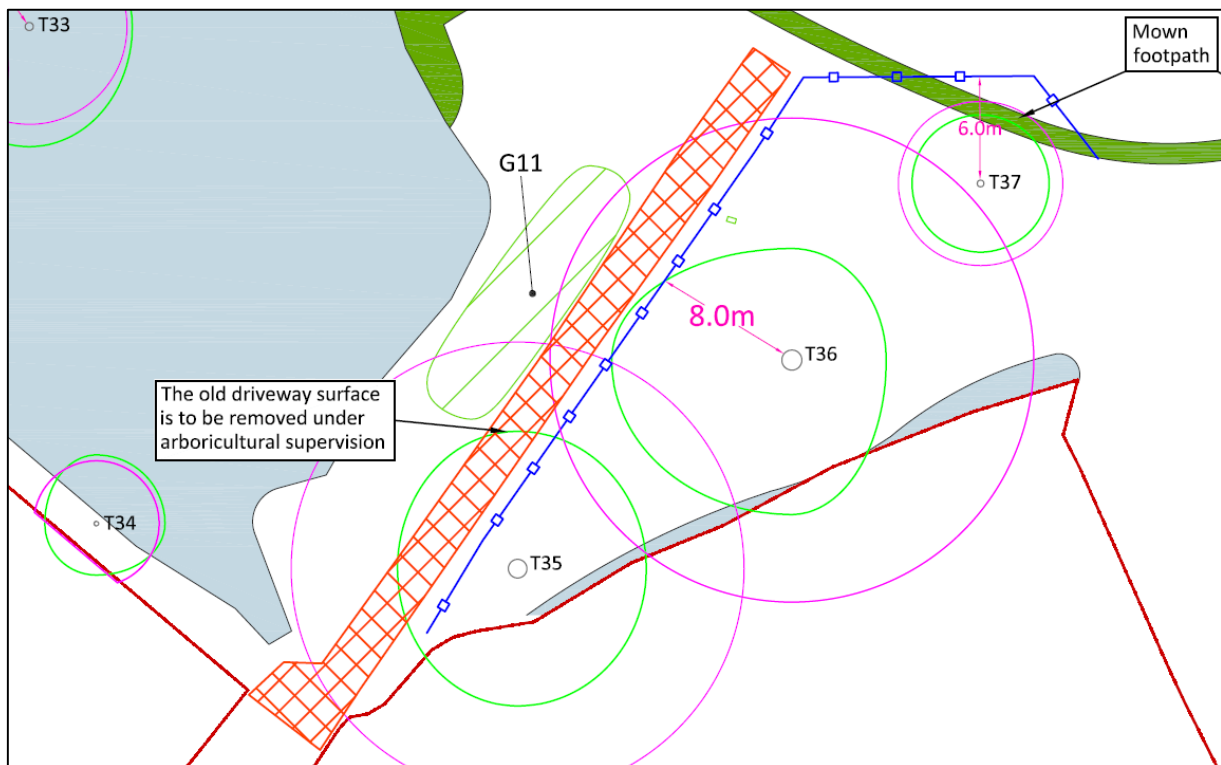 T33
Mown
footpath
6.0m
G11
T37
8.0m
T36
The old driveway surface
is to be removed under
arboricultural supervision
T34
T35